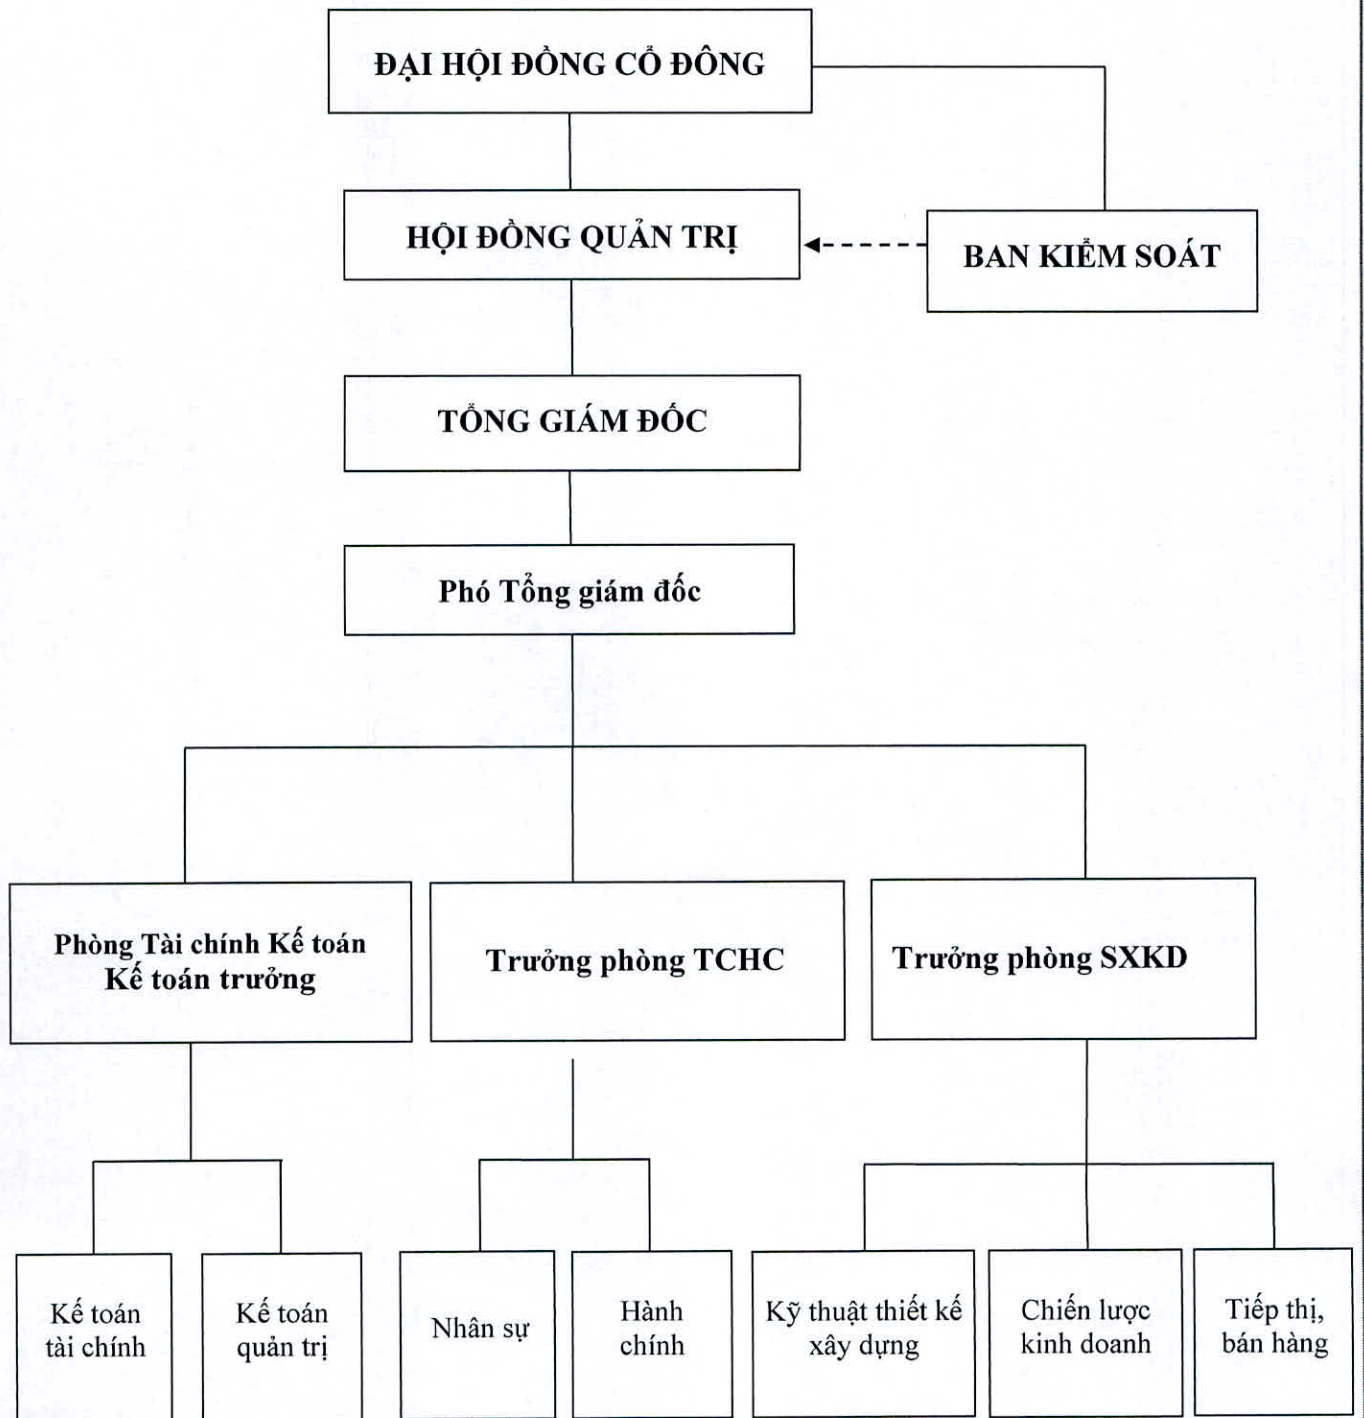 ĐẠI HỘI ĐỒNG CỔ ĐÔNG
HỘI ĐỒNG QUẢN TRỊ
BAN KIỂM SOÁT
TỔNG GIÁM ĐỐC
Phó Tổng giám đốc
Phòng Tài chính Kế toán
Kế toán trưởng
Trưởng phòng TCHC
Trưởng phòng SXKD
Kế toán
tài chính
Kế toán
quản trị
Nhân sự
Hành
chính
Kỹ thuật thiết kế
xây dựng
Chiến lược
kinh doanh
Tiếp thị,
bán hàng